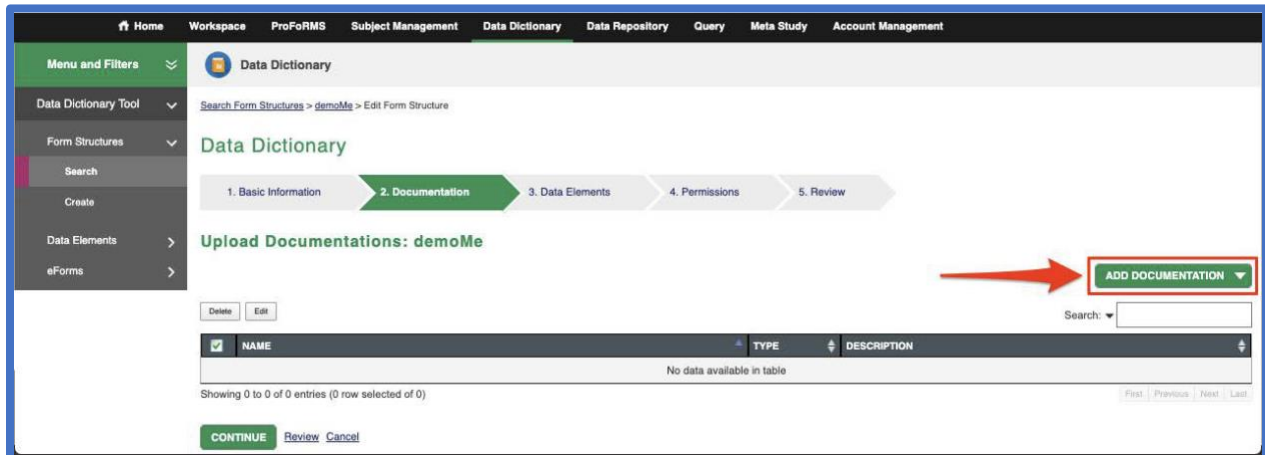 Home Workspace ProFoRMS Subject Management Data Dictionary Data Repository Query Meta Study Account Management
Menu and Filters
Data Dictionary
Data Dictionary Tool
Search Form Structures > demoMe > Edit Form Structure
Form Structures
Data Dictionary
Search
1. Basic Information 2. Documentation 3. Data Elements 4. Permissions 5. Review
Create
Data Elements
Upload Documentations: demoMe
eForms
ADD DOCUMENTATION
Delete Edit
Search:
NAME TYPE DESCRIPTION
No data available in table
Showing 0 to 0 of 0 entries (0 row selected of 0)
First Previous Next Last
CONTINUE Review Cancel